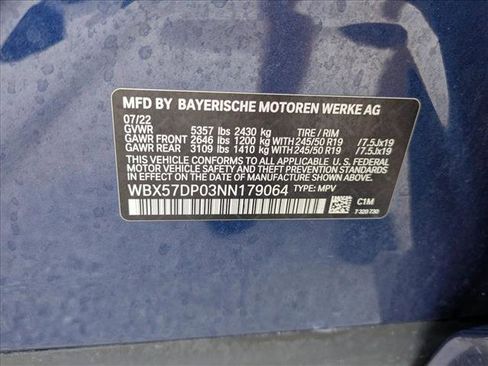 MFD BY BAYERISCHE MOTOREN WERKE AG
07/22
GVWR 5357 lbs 2430 kg TIRE / RIM
GAWR FRONT 2646 lbs 1200 kg WITH 245/50 R19 /7.5Jx19
GAWR REAR 3109 lbs 1410 kg WITH 245/50 R19 /7.5Jx19
THIS VEHICLE CONFORMS TO ALL APPLICABLE U. S. FEDERAL
MOTOR VEHICLE SAFETY STANDARDS IN EFFECT ON THE DATE
OF MANUFACTURE SHOWN ABOVE.
WBX57DP03NN179064 TYPE: MPV
C1M
7 320 730